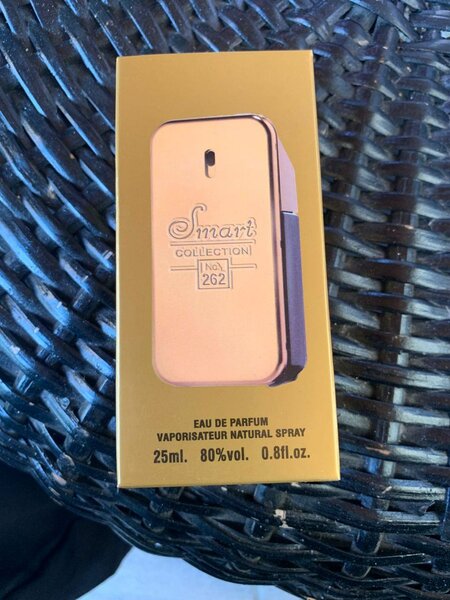 Smart
COLLECTION
No.
262
EAU DE PARFUM
VAPORISATEUR NATURAL SPRAY
25ml. 80%vol. 0.8fl.oz.